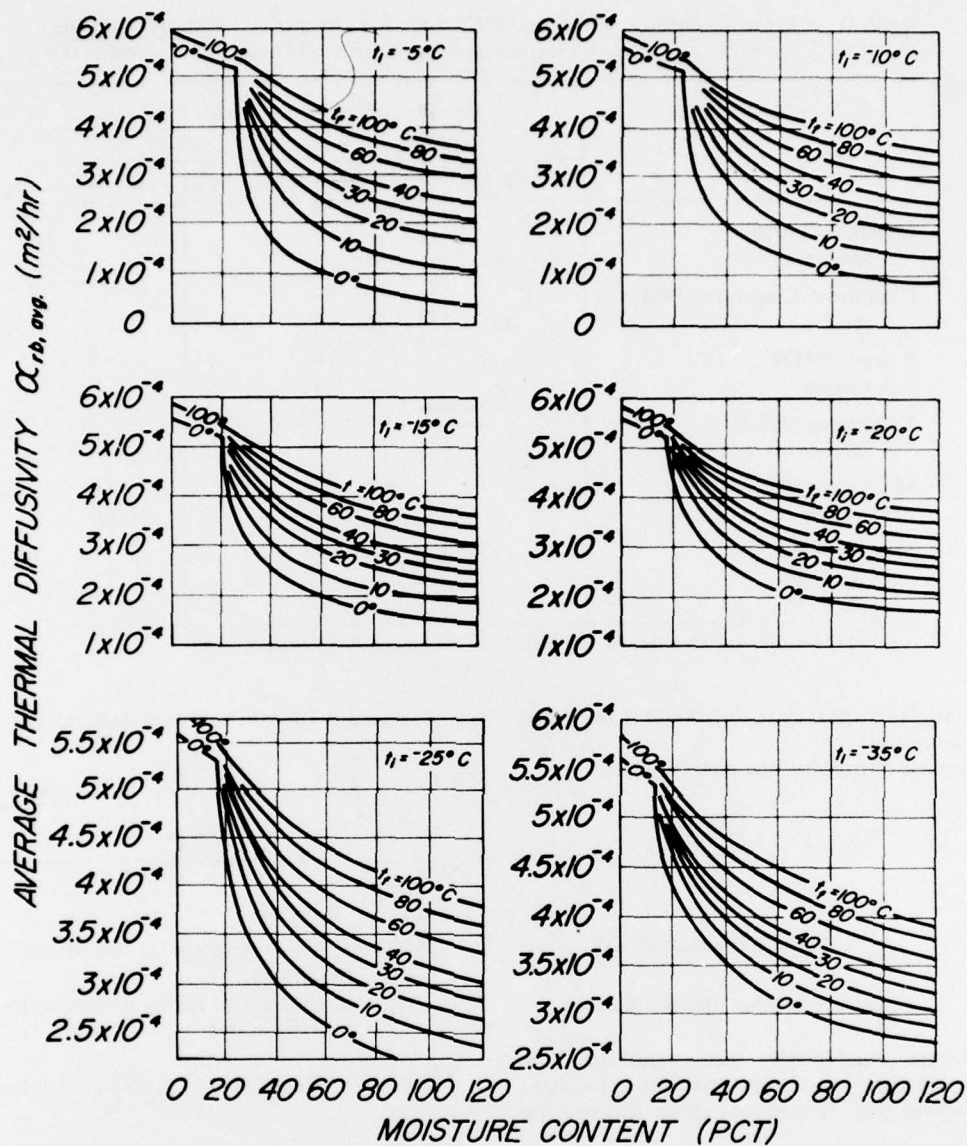 AVERAGE THERMAL DIFFUSIVITY α_rb, avg. (m²/hr)
6x10⁻⁴
5x10⁻⁴
4x10⁻⁴
3x10⁻⁴
2x10⁻⁴
1x10⁻⁴
0
t₁=-5°C
100°
0°
t_f=100°C
80
60
40
30
20
10
0°
6x10⁻⁴
5x10⁻⁴
4x10⁻⁴
3x10⁻⁴
2x10⁻⁴
1x10⁻⁴
0
t₁=-10°C
100°
0°
t_f=100°C
80
60
40
30
20
10
0°
6x10⁻⁴
5x10⁻⁴
4x10⁻⁴
3x10⁻⁴
2x10⁻⁴
1x10⁻⁴
t₁=-15°C
100°
0°
t=100°C
80
60
40
30
20
10
0°
6x10⁻⁴
5x10⁻⁴
4x10⁻⁴
3x10⁻⁴
2x10⁻⁴
1x10⁻⁴
t₁=-20°C
100°
0°
t_f=100°C
80
60
40
30
20
10
0°
5.5x10⁻⁴
5x10⁻⁴
4.5x10⁻⁴
4x10⁻⁴
3.5x10⁻⁴
3x10⁻⁴
2.5x10⁻⁴
t₁=-25°C
0°
t_f=100°C
80
60
40
30
20
10
0°
0 20 40 60 80 100 120
6x10⁻⁴
5.5x10⁻⁴
5x10⁻⁴
4.5x10⁻⁴
4x10⁻⁴
3.5x10⁻⁴
3x10⁻⁴
2.5x10⁻⁴
t₁=-35°C
100°
0°
t_f=100°C
80
60
40
30
20
10
0°
0 20 40 60 80 100 120
MOISTURE CONTENT (PCT)